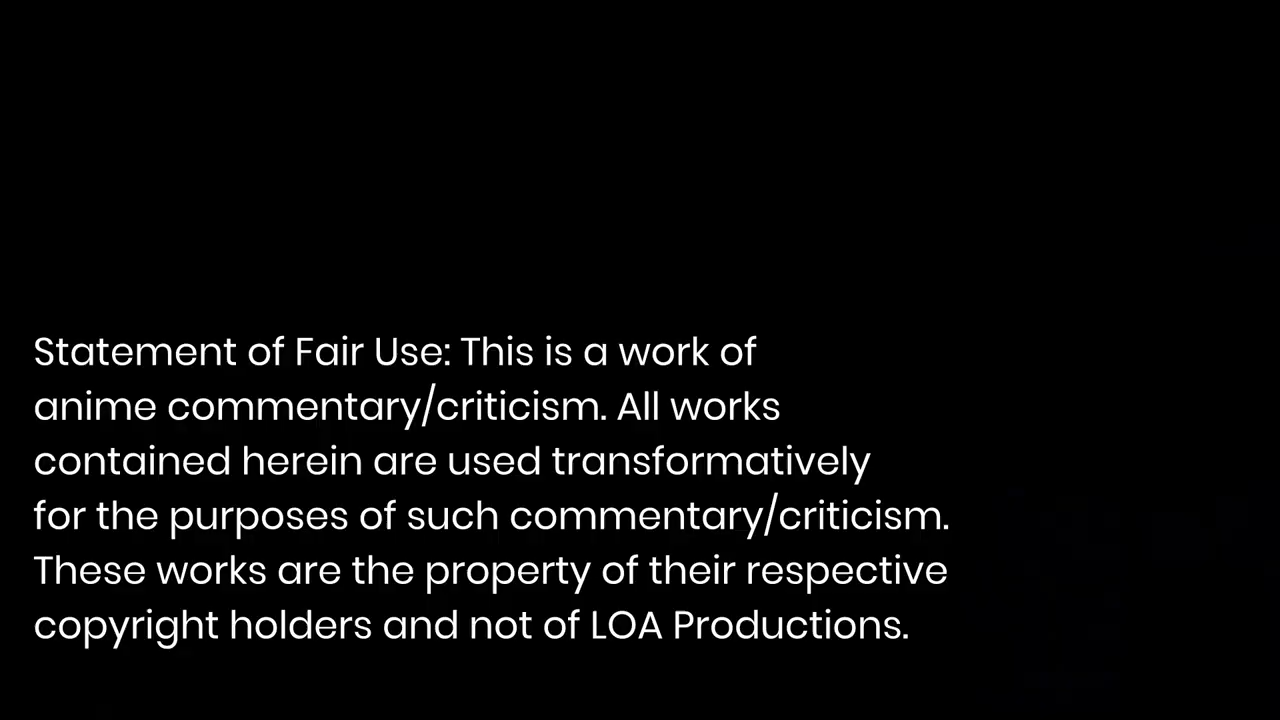 Statement of Fair Use: This is a work of
anime commentary/criticism. All works
contained herein are used transformatively
for the purposes of such commentary/criticism.
These works are the property of their respective
copyright holders and not of LOA Productions.